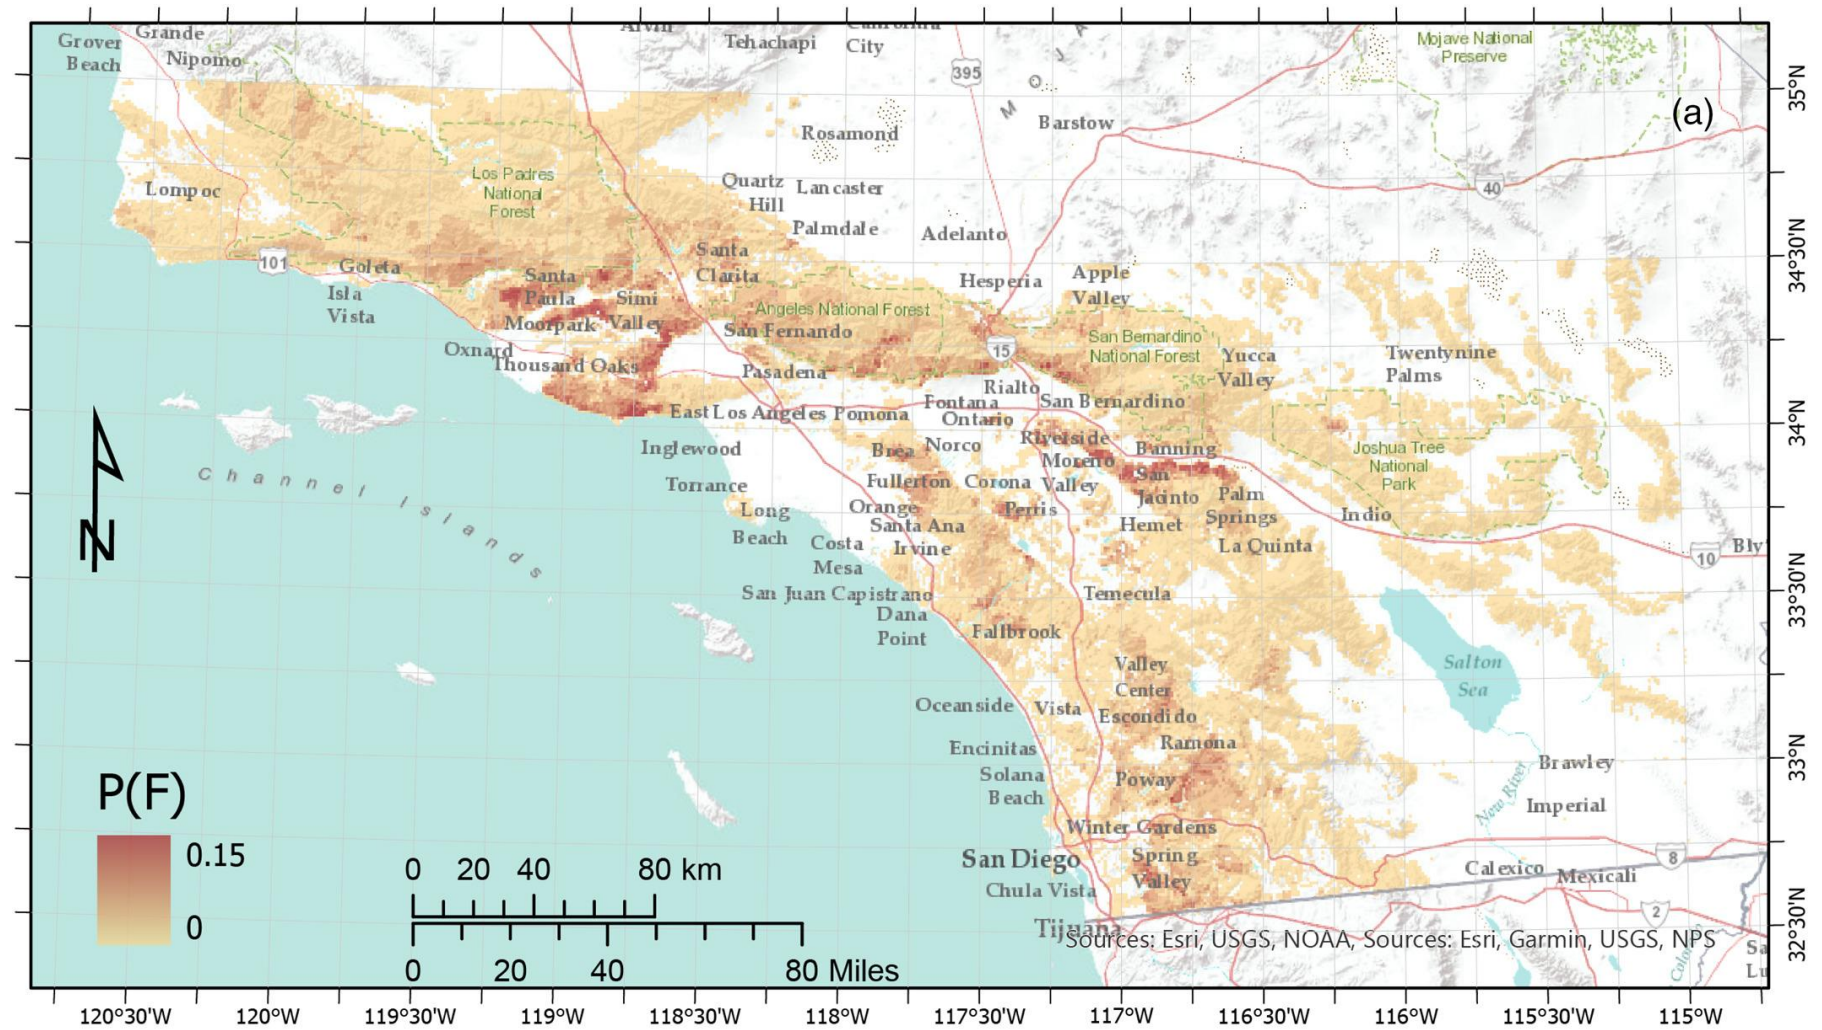 Grande
Grover
Beach
Nipomo
Alvin
Tehachapi
California
City
395
M O J A
Mojave National
Preserve
35°N
(a)
Barstow
Rosamond
40
Lompoc
Los Padres
National
Forest
Quartz
Hill
Lancaster
Palmdale
Adelanto
34°30'N
101
Goleta
Santa
Clarita
Isla
Vista
Santa
Paula
Simi
Valley
Moorpark
Hesperia
Apple
Valley
Angeles National Forest
San Fernando
15
San Bernardino
National Forest
Oxnard
Thousand Oaks
Pasadena
Yucca
Valley
Twentynine
Palms
Rialto
Fontana
San Bernardino
East Los Angeles
Pomona
Ontario
34°N
Inglewood
Brea
Norco
Riverside
Moreno
Valley
Banning
Joshua Tree
National
Park
Channel Islands
Torrance
Fullerton
Corona
San
Jacinto
Palm
Springs
Long
Beach
Orange
Santa Ana
Perris
Hemet
Indio
N
Costa
Mesa
Irvine
La Quinta
10
Bly
33°30'N
San Juan Capistrano
Temecula
Dana
Point
Fallbrook
Valley
Center
Salton
Sea
Oceanside
Vista
Escondido
Encinitas
Ramona
33°N
Solana
Beach
Poway
Brawley
New River
Imperial
P(F)
0.15
0
Winter Gardens
San Diego
Spring
Valley
Calexico
Mexicali
8
0 20 40 80 km
Chula Vista
2
32°30'N
Tijuana
Sources: Esri, USGS, NOAA, Sources: Esri, Garmin, USGS, NPS
Sa
Lu
0 20 40 80 Miles
120°30'W 120°W 119°30'W 119°W 118°30'W 118°W 117°30'W 117°W 116°30'W 116°W 115°30'W 115°W